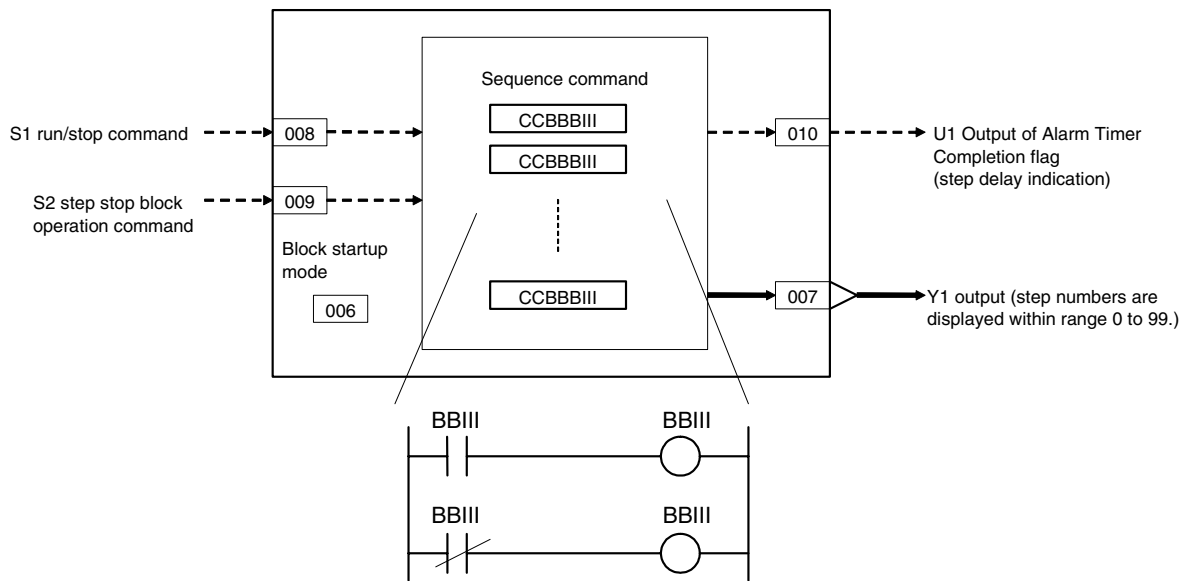 Sequence command
CCBBBIII
CCBBBIII
CCBBBIII
S1 run/stop command
008
S2 step stop block
operation command
009
Block startup
mode
006
010
U1 Output of Alarm Timer
Completion flag
(step delay indication)
007
Y1 output (step numbers are
displayed within range 0 to 99.)
BBIII
BBIII
BBIII
BBIII